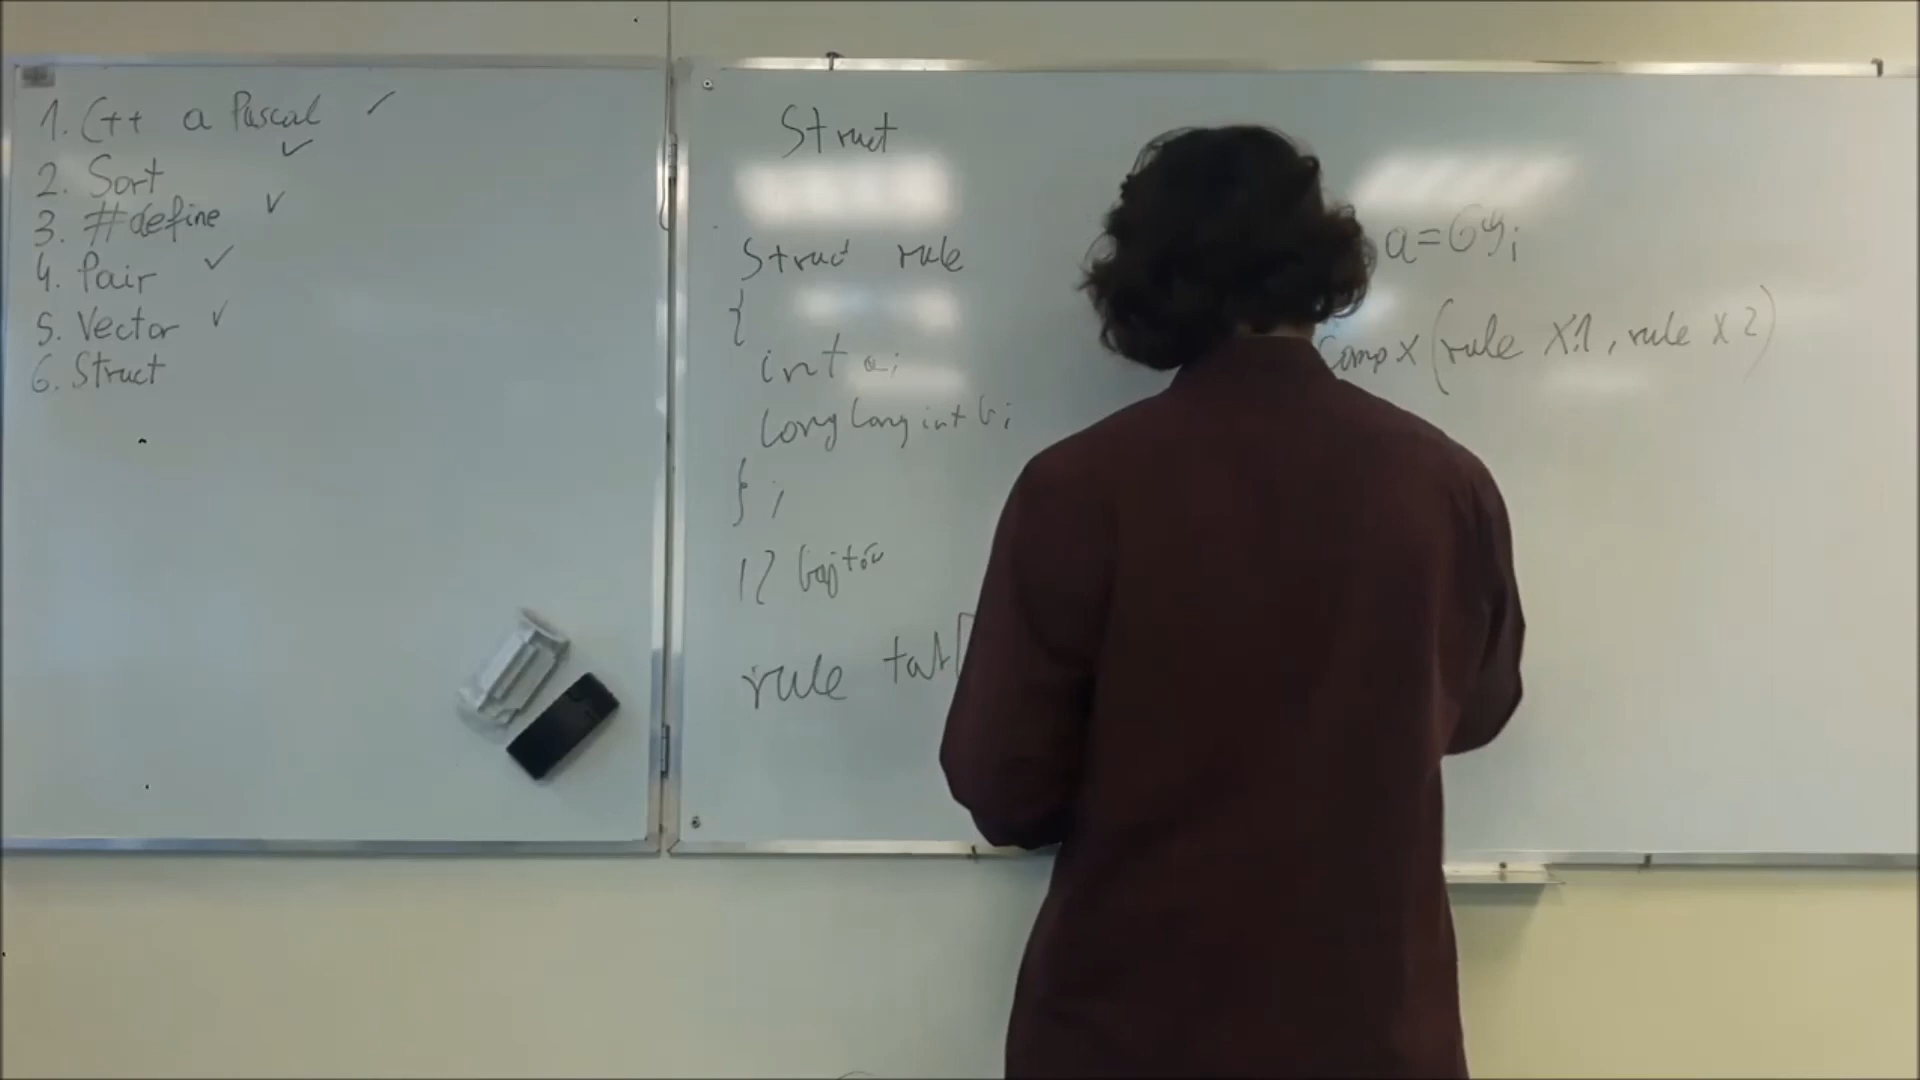 1. C++ a Pascal ✓
2. Sort ✓
3. #define ✓
4. Pair ✓
5. Vector ✓
6. Struct
Struct
Struct rule
{
int a;
long long int b;
};
12 bajtów
rule tab[
a=69;
Comp X (rule X1, rule X2)